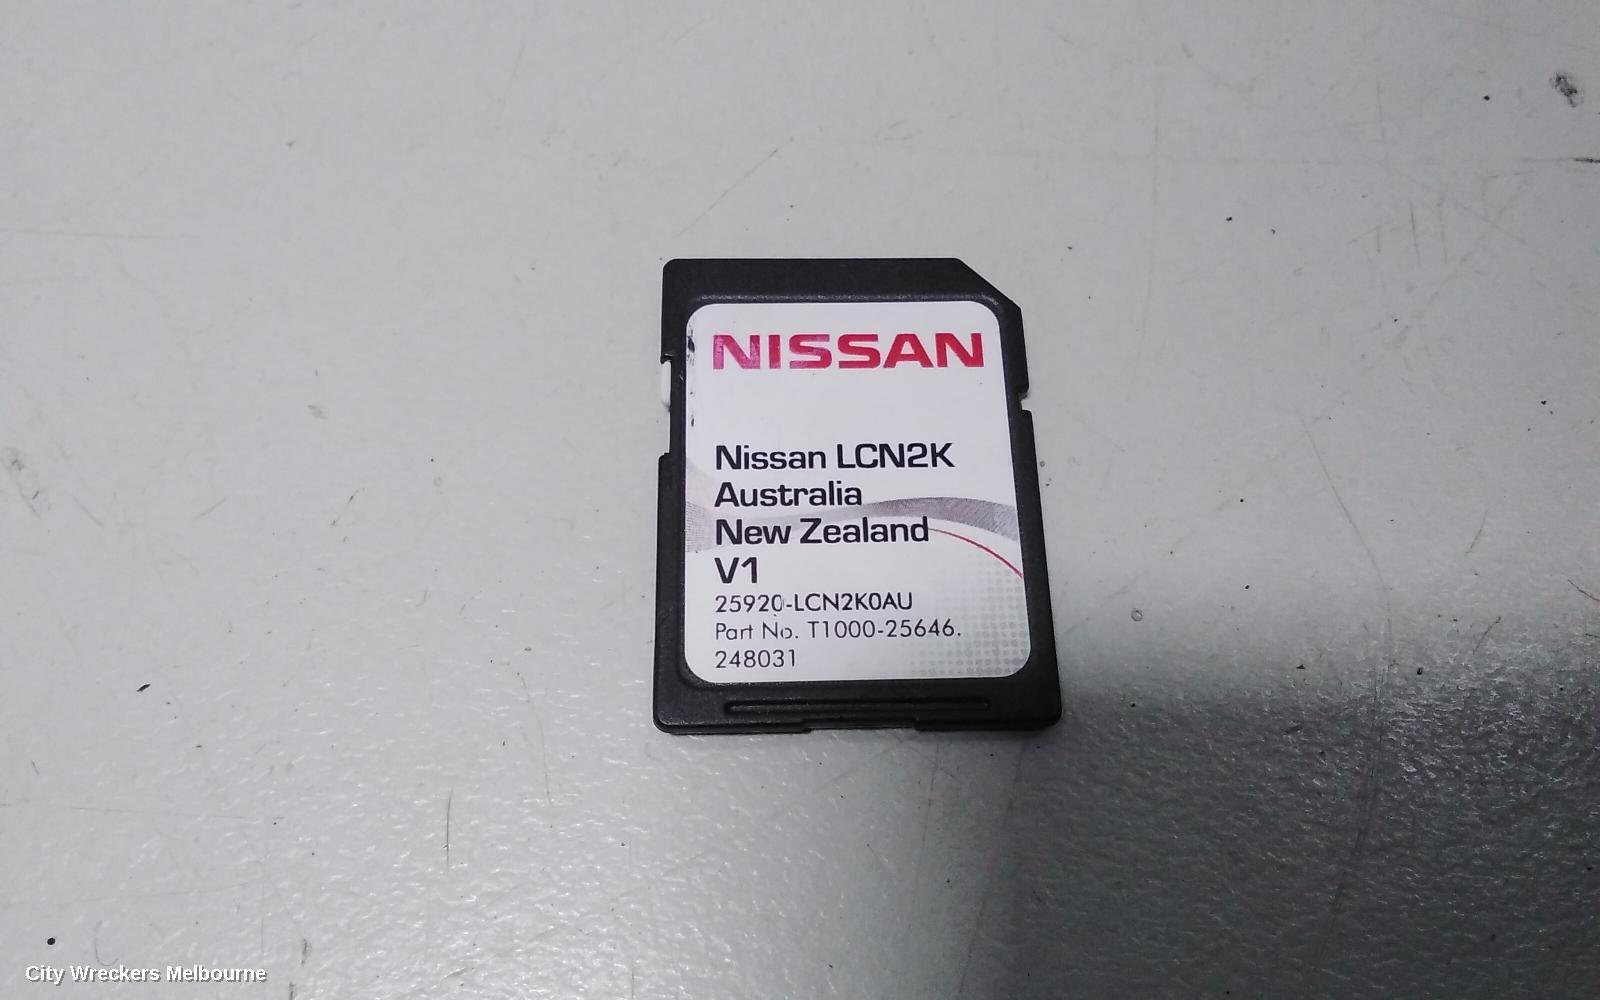 NISSAN
Nissan LCN2K
Australia
New Zealand
V1
25920-LCN2K0AU
Part No. T1000-25646.
248031
City Wreckers Melbourne